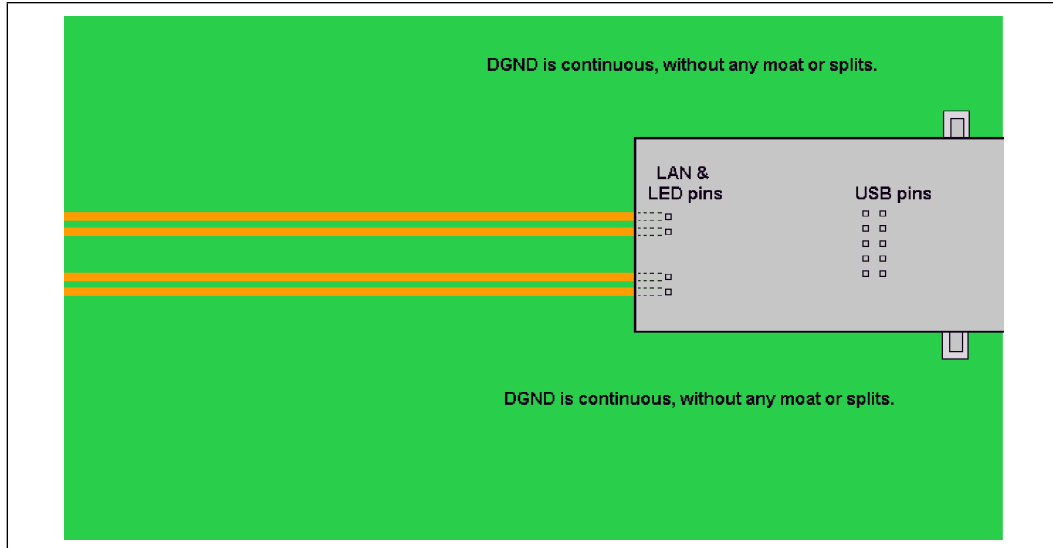 DGND is continuous, without any moat or splits.
LAN &
LED pins
USB pins
DGND is continuous, without any moat or splits.